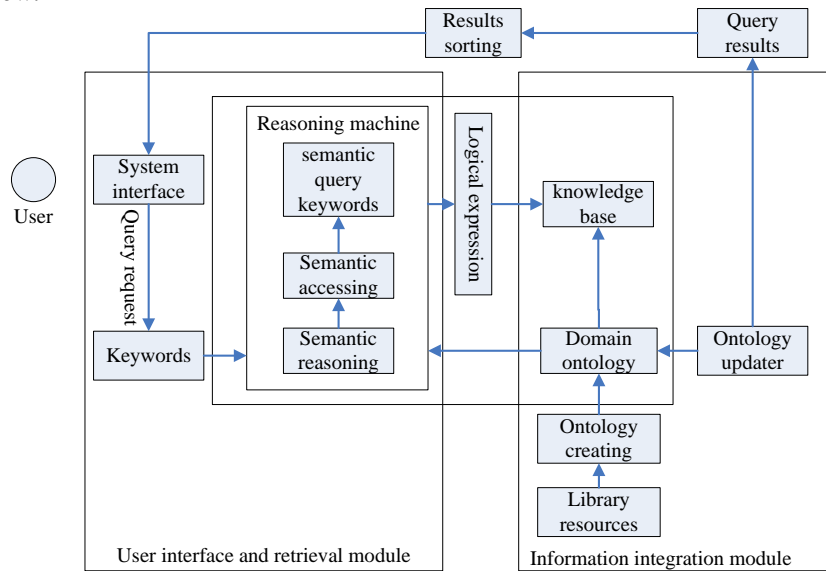 Results
sorting
Query
results
Reasoning machine
System
interface
semantic
query
keywords
Logical expression
knowledge
base
User
Query request
Semantic
accessing
Keywords
Semantic
reasoning
Domain
ontology
Ontology
updater
Ontology
creating
Library
resources
User interface and retrieval module
Information integration module